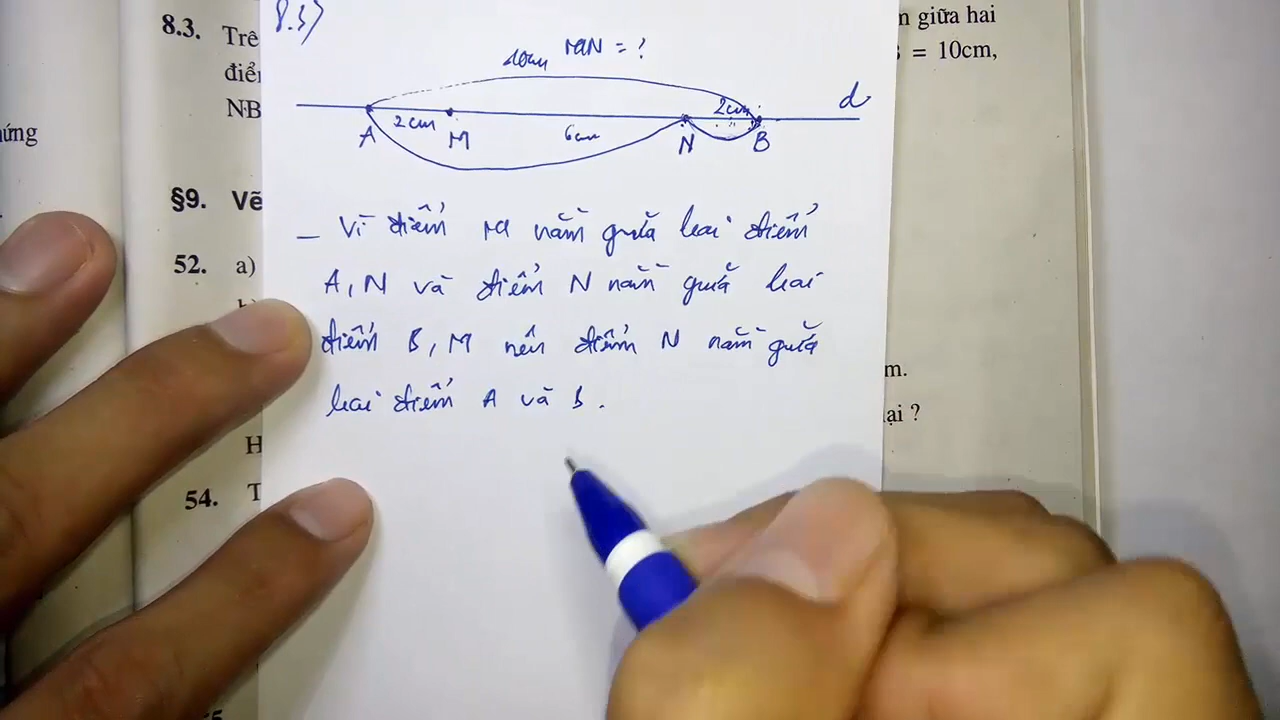 8.3)
8.3. Trê
điể
NB
n giữa hai
= 10cm,
10cm MN = ?
2cm 6cm 2cm d
A M N B
ứng
§9. Vẽ
52. a)
H
54. T
m.
ại ?
_ Vì điểm M nằm giữa hai điểm
A, N và điểm N nằm giữa hai
điểm B, M nên điểm N nằm giữa
hai điểm A và B.